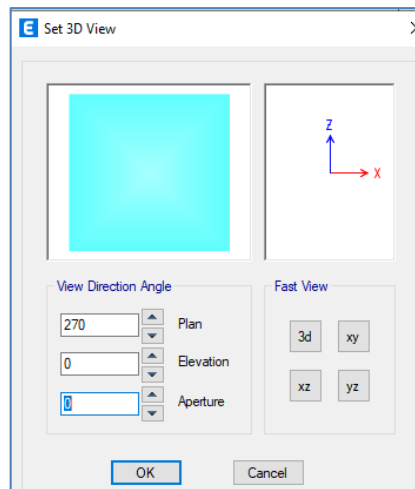 E Set 3D View
Z
X
View Direction Angle
Fast View
270 Plan
3d xy
0 Elevation
xz yz
0 Aperture
OK Cancel